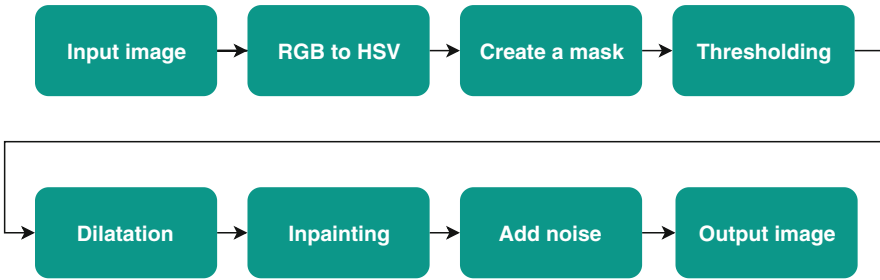 Input image
RGB to HSV
Create a mask
Thresholding
Dilatation
Inpainting
Add noise
Output image